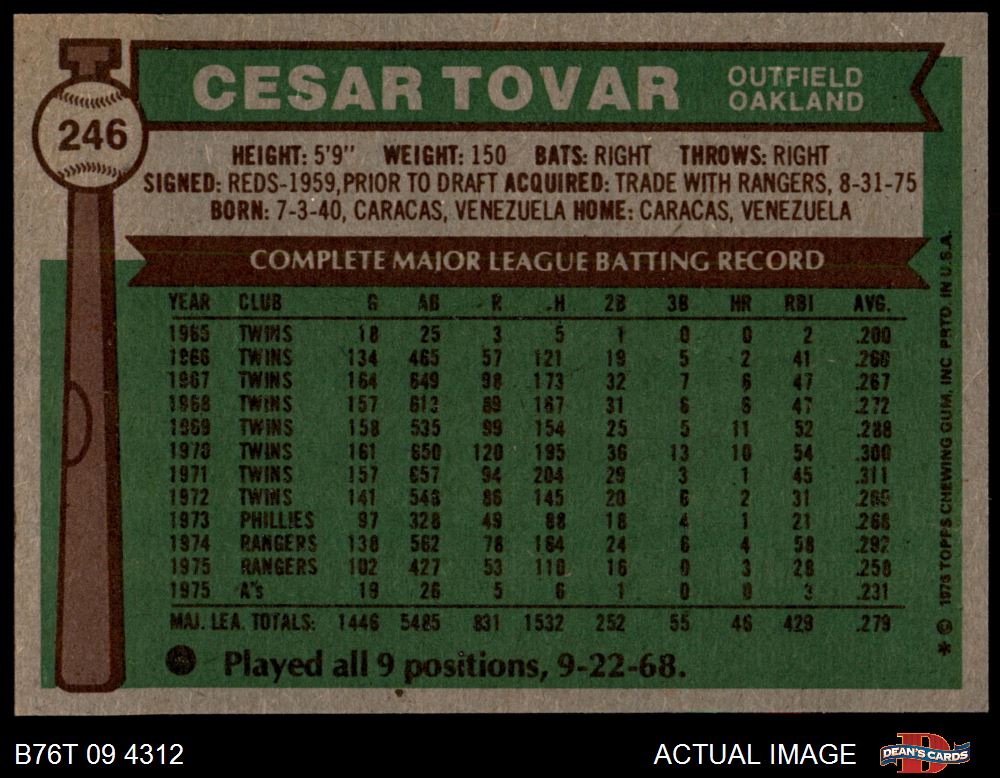 CESAR TOVAR
OUTFIELD
OAKLAND
246
HEIGHT: 5'9" WEIGHT: 150 BATS: RIGHT THROWS: RIGHT
SIGNED: REDS-1959, PRIOR TO DRAFT ACQUIRED: TRADE WITH RANGERS, 8-31-75
BORN: 7-3-40, CARACAS, VENEZUELA HOME: CARACAS, VENEZUELA
COMPLETE MAJOR LEAGUE BATTING RECORD
YEAR CLUB G AB R H 2B 3B HR RBI AVG.
1965 TWINS 18 25 3 5 1 0 0 2 .200
1966 TWINS 134 465 57 121 19 5 2 41 .260
1967 TWINS 164 649 98 173 32 7 6 47 .267
1968 TWINS 157 613 89 167 31 6 6 47 .272
1969 TWINS 158 535 99 154 25 5 11 52 .288
1970 TWINS 161 650 120 195 36 13 10 54 .300
1971 TWINS 157 657 94 204 29 3 1 45 .311
1972 TWINS 141 548 86 145 20 6 2 31 .265
1973 PHILLIES 97 328 49 88 18 4 1 21 .268
1974 RANGERS 138 562 78 164 24 6 4 58 .292
1975 RANGERS 102 427 53 110 16 0 3 28 .258
1975 A's 19 26 5 6 1 0 0 3 .231
MAJ. LEA. TOTALS: 1446 5485 831 1532 252 55 46 429 .279
Played all 9 positions, 9-22-68.
* © 1976 TOPPS CHEWING GUM, INC. PRTD. IN U.S.A.
B76T 09 4312
ACTUAL IMAGE
DEAN'S CARDS